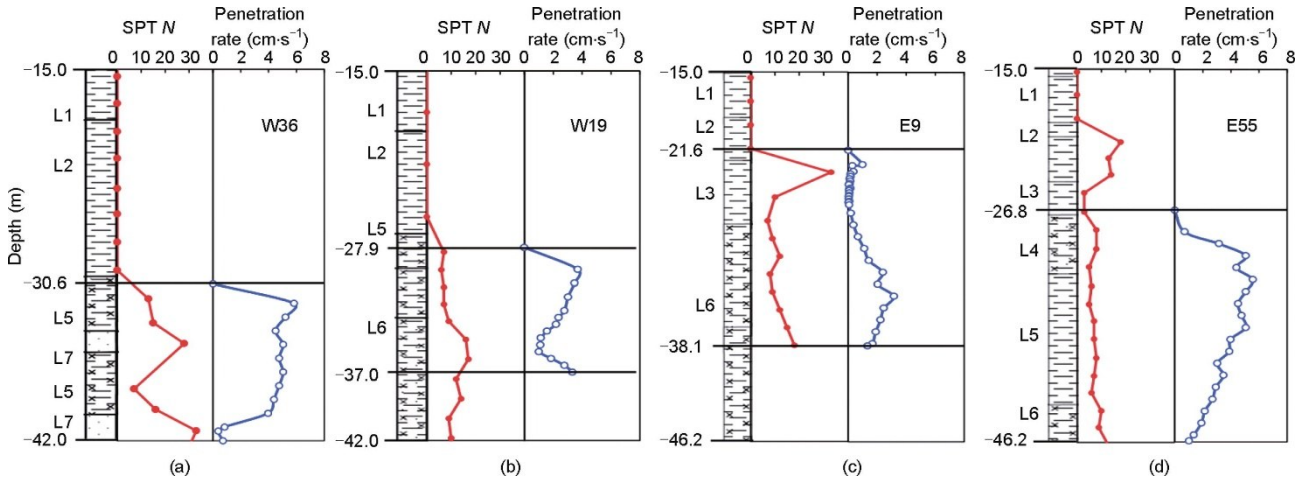 SPT N
Penetration
rate (cm·s⁻¹)
0 10 20 30 0 2 4 6 8
−15.0
L1
L2
−30.6
L5
L7
L5
L7
−42.0
Depth (m)
W36
(a)
SPT N
Penetration
rate (cm·s⁻¹)
0 10 20 30 0 2 4 6 8
−15.0
L1
L2
L5
−27.9
L6
−37.0
−42.0
W19
(b)
SPT N
Penetration
rate (cm·s⁻¹)
0 10 20 30 0 2 4 6 8
−15.0
L1
L2
−21.6
L3
L6
−38.1
−46.2
E9
(c)
SPT N
Penetration
rate (cm·s⁻¹)
0 10 20 30 0 2 4 6 8
−15.0
L1
L2
L3
−26.8
L4
L5
L6
−46.2
E55
(d)